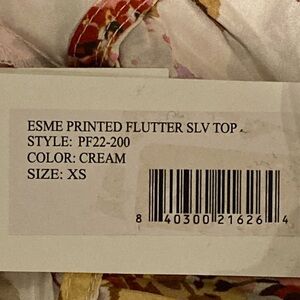 ESME PRINTED FLUTTER SLV TOP
STYLE: PF22-200
COLOR: CREAM
SIZE: XS
8 40300 21626 4